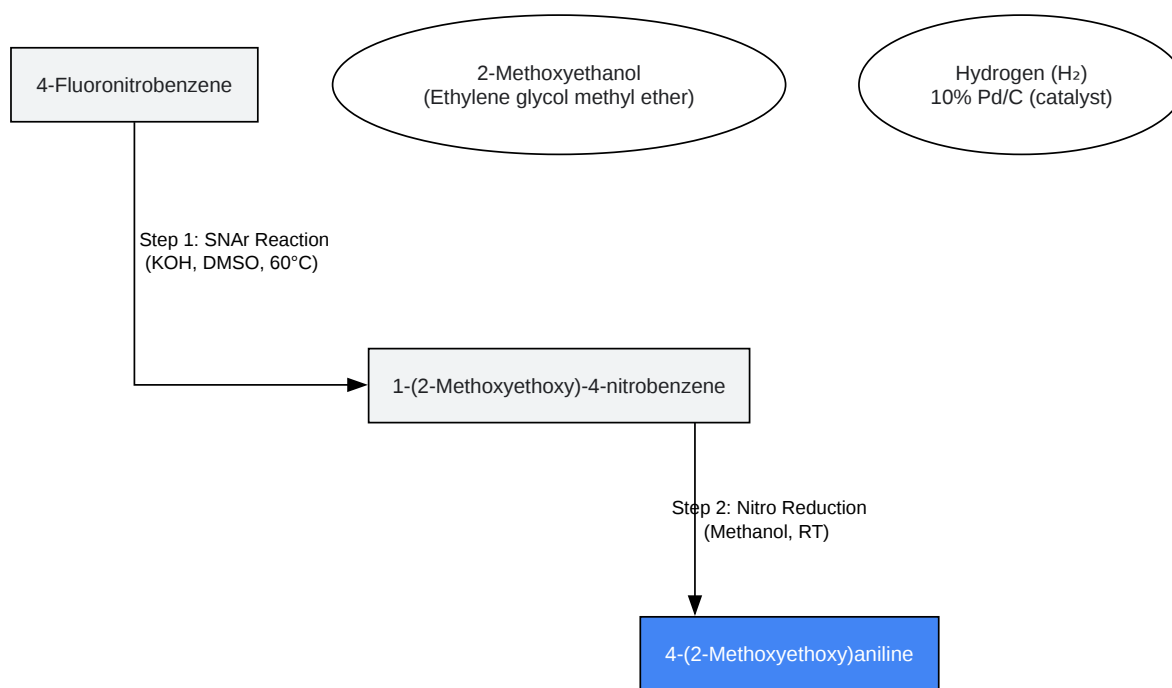 4-Fluoronitrobenzene
2-Methoxyethanol
(Ethylene glycol methyl ether)
Hydrogen (H₂)
10% Pd/C (catalyst)
Step 1: SNAr Reaction
(KOH, DMSO, 60°C)
1-(2-Methoxyethoxy)-4-nitrobenzene
Step 2: Nitro Reduction
(Methanol, RT)
4-(2-Methoxyethoxy)aniline